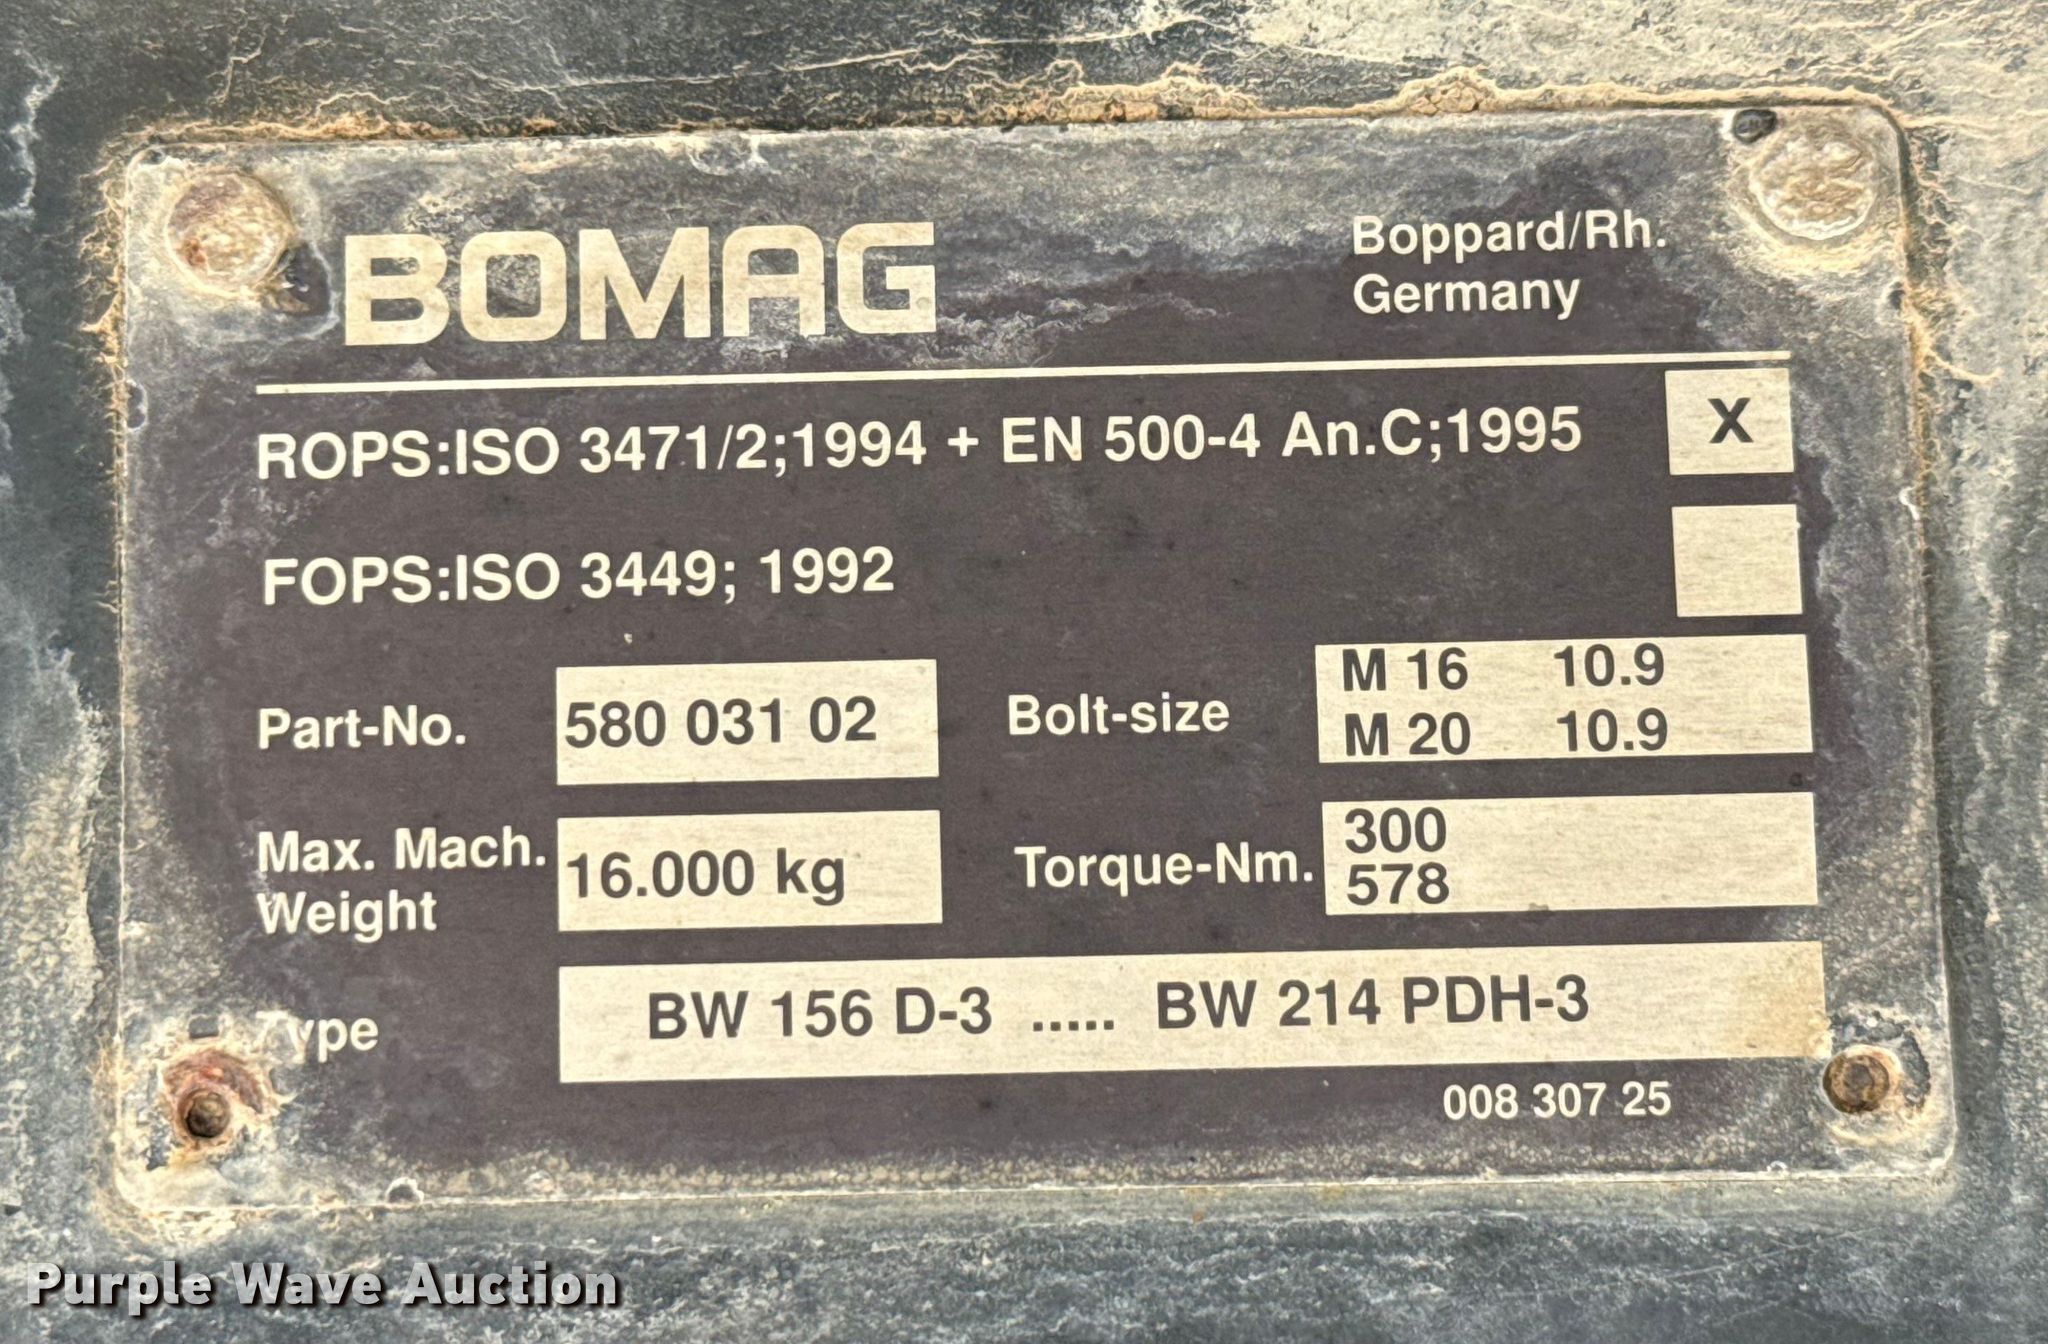 BOMAG
Boppard/Rh.
Germany
ROPS:ISO 3471/2;1994 + EN 500-4 An.C;1995 X
FOPS:ISO 3449; 1992
Part-No. 580 031 02
Bolt-size M 16 10.9
M 20 10.9
Max. Mach. Weight 16.000 kg
Torque-Nm. 300
578
Type BW 156 D-3 ..... BW 214 PDH-3
008 307 25
Purple Wave Auction